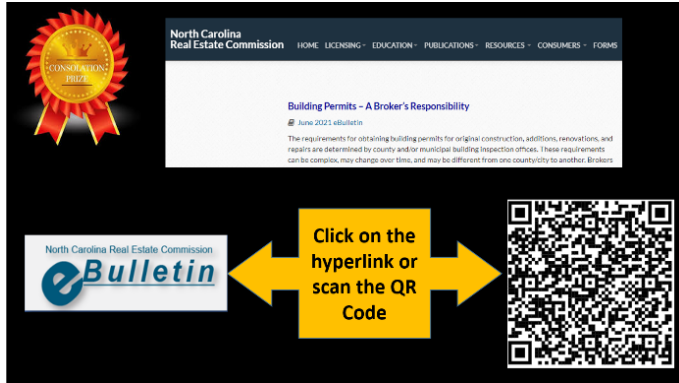 CONSOLATION
PRIZE
North Carolina
Real Estate Commission
HOME LICENSING EDUCATION PUBLICATIONS RESOURCES CONSUMERS FORMS
Building Permits – A Broker's Responsibility
June 2021 eBulletin
The requirements for obtaining building permits for original construction, additions, renovations, and
repairs are determined by county and/or municipal building inspection offices. These requirements
can be complex, may change over time, and may be different from one county/city to another. Brokers
North Carolina Real Estate Commission
eBulletin
Click on the
hyperlink or
scan the QR
Code